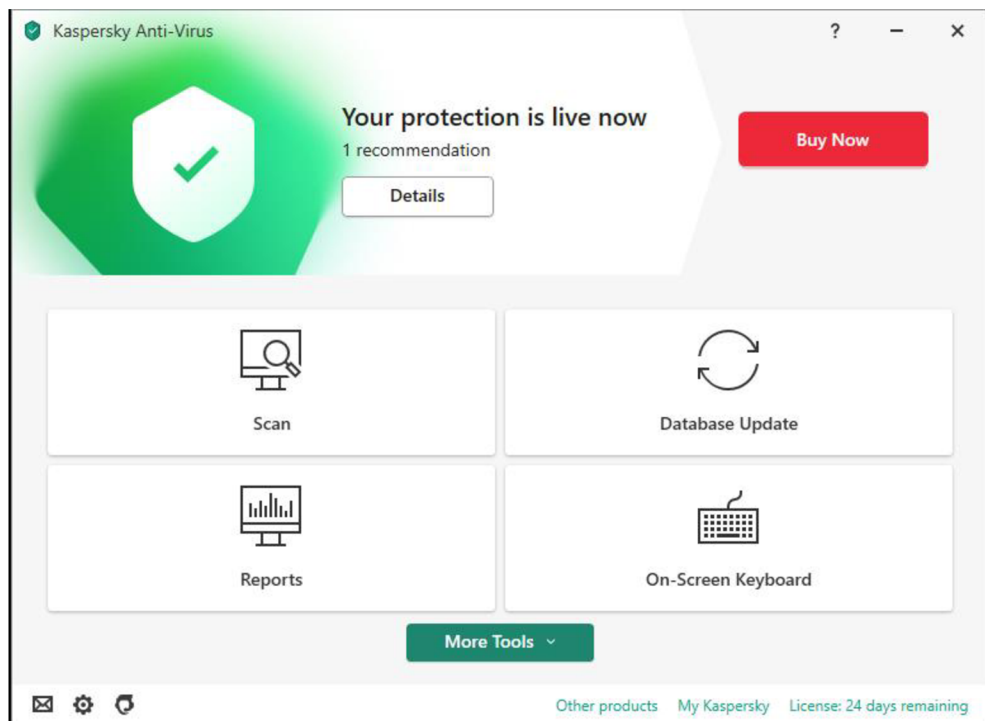 Kaspersky Anti-Virus
?
Your protection is live now
1 recommendation
Details
Buy Now
Scan
Database Update
Reports
On-Screen Keyboard
More Tools
Other products My Kaspersky License: 24 days remaining